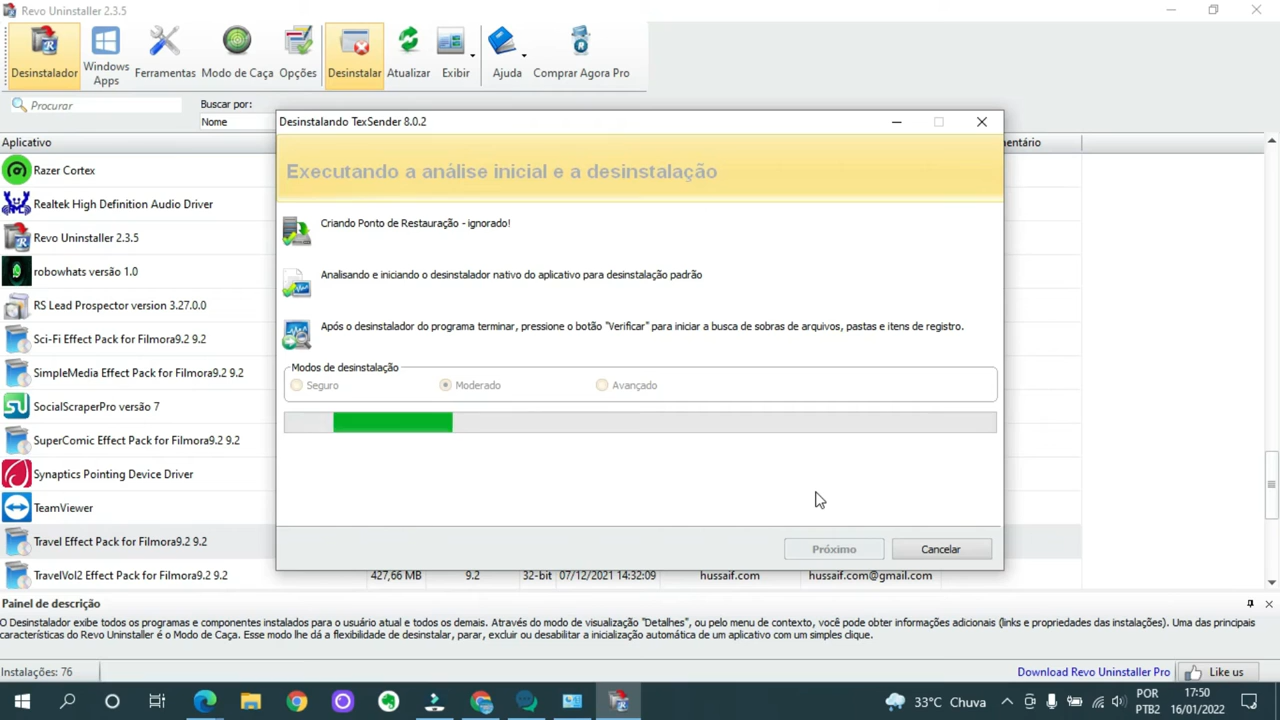 Revo Uninstaller 2.3.5
Desinstalador
Windows
Apps
Ferramentas
Modo de Caça
Opções
Desinstalar
Atualizar
Exibir
Ajuda
Comprar Agora Pro
Procurar
Buscar por:
Nome
Aplicativo
entário
Razer Cortex
Realtek High Definition Audio Driver
Revo Uninstaller 2.3.5
robowhats versão 1.0
RS Lead Prospector version 3.27.0.0
Sci-Fi Effect Pack for Filmora9.2 9.2
SimpleMedia Effect Pack for Filmora9.2 9.2
SocialScraperPro versão 7
SuperComic Effect Pack for Filmora9.2 9.2
Synaptics Pointing Device Driver
TeamViewer
Travel Effect Pack for Filmora9.2 9.2
TravelVol2 Effect Pack for Filmora9.2 9.2 427,66 MB 9.2 32-bit 07/12/2021 14:32:09 hussaif.com hussaif.com@gmail.com
Desinstalando TexSender 8.0.2
Executando a análise inicial e a desinstalação
Criando Ponto de Restauração - ignorado!
Analisando e iniciando o desinstalador nativo do aplicativo para desinstalação padrão
Após o desinstalador do programa terminar, pressione o botão "Verificar" para iniciar a busca de sobras de arquivos, pastas e itens de registro.
Modos de desinstalação
Seguro
Moderado
Avançado
Próximo
Cancelar
Painel de descrição
O Desinstalador exibe todos os programas e componentes instalados para o usuário atual e todos os demais. Através do modo de visualização "Detalhes", ou pelo menu de contexto, você pode obter informações adicionais (links e propriedades das instalações). Uma das principais
características do Revo Uninstaller é o Modo de Caça. Esse modo lhe dá a flexibilidade de desinstalar, parar, excluir ou desabilitar a inicialização automática de um aplicativo com um simples clique.
Instalações: 76
Download Revo Uninstaller Pro
Like us
33°C Chuva
POR
PTB2
17:50
16/01/2022